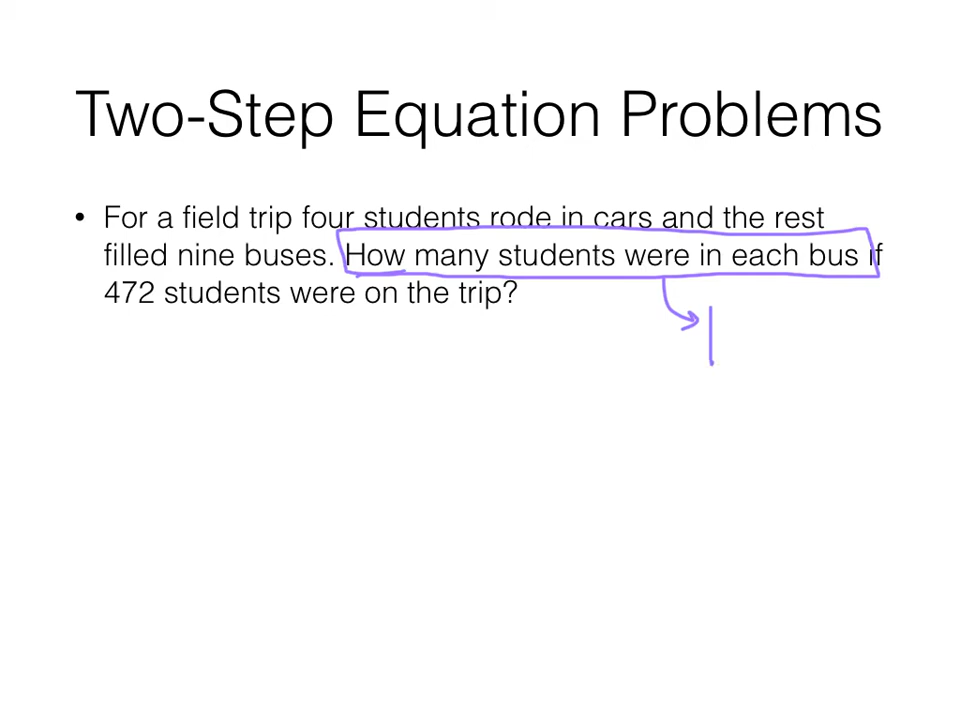 Two-Step Equation Problems
• For a field trip four students rode in cars and the rest
filled nine buses. How many students were in each bus if
472 students were on the trip?